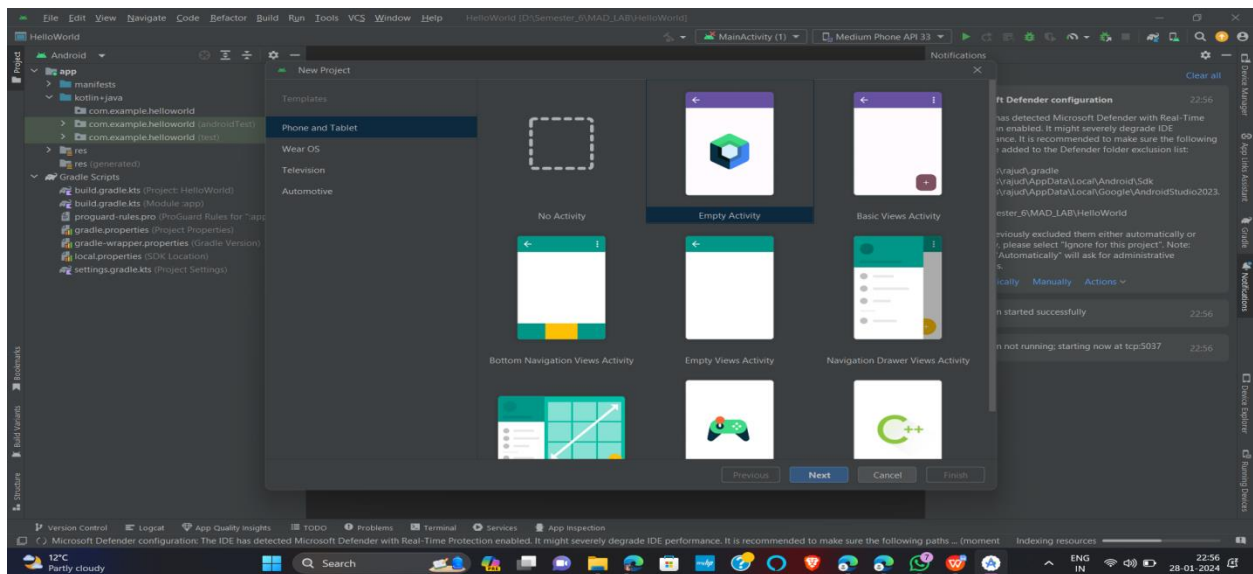 File Edit View Navigate Code Refactor Build Run Tools VCS Window Help HelloWorld [D:\Semester_6\MAD_LAB\HelloWorld]
HelloWorld
MainActivity (1)
Medium Phone API 33
Project
Android
app
manifests
kotlin+java
com.example.helloworld
com.example.helloworld (androidTest)
com.example.helloworld (test)
res
res (generated)
Gradle Scripts
build.gradle.kts (Project: HelloWorld)
build.gradle.kts (Module :app)
proguard-rules.pro (ProGuard Rules for ":app
gradle.properties (Project Properties)
gradle-wrapper.properties (Gradle Version)
local.properties (SDK Location)
settings.gradle.kts (Project Settings)
Bookmarks
Build Variants
Structure
New Project
Templates
Phone and Tablet
Wear OS
Television
Automotive
No Activity
Empty Activity
Basic Views Activity
Bottom Navigation Views Activity
Empty Views Activity
Navigation Drawer Views Activity
C++
Previous
Next
Cancel
Finish
Notifications
Clear all
ft Defender configuration 22:56
has detected Microsoft Defender with Real-Time
n enabled. It might severely degrade IDE
ance. It is recommended to make sure the following
added to the Defender folder exclusion list:
s\rajud\.gradle
s\rajud\AppData\Local\Android\Sdk
s\rajud\AppData\Local\Google\AndroidStudio2023.
mester_6\MAD_LAB\HelloWorld
eviously excluded them either automatically or
, please select "Ignore for this project". Note:
"Automatically" will ask for administrative
s.
ically Manually Actions
n started successfully 22:56
n not running; starting now at tcp:5037 22:56
Device Manager
App Links Assistant
Gradle
Notifications
Device Explorer
Running Devices
Version Control Logcat App Quality Insights TODO Problems Terminal Services App Inspection
Microsoft Defender configuration: The IDE has detected Microsoft Defender with Real-Time Protection enabled. It might severely degrade IDE performance. It is recommended to make sure the following paths ... (moment
Indexing resources
12°C
Partly cloudy
Search
ENG
IN
22:56
28-01-2024